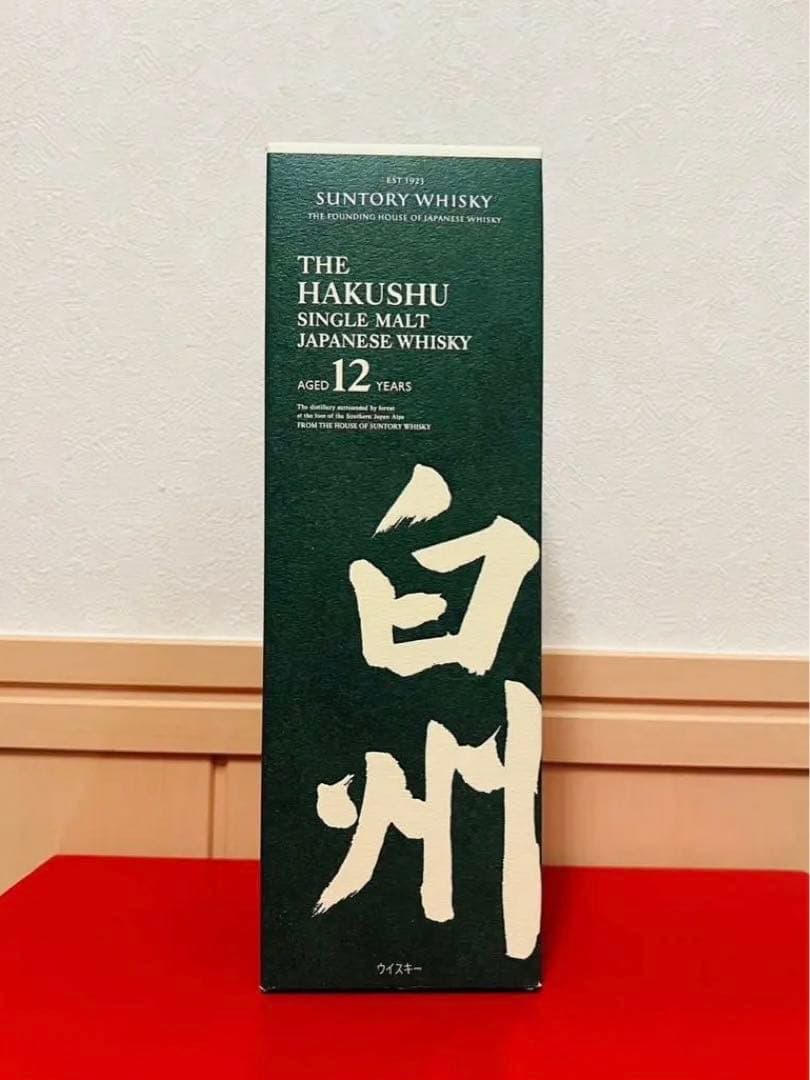 EST 1923
SUNTORY WHISKY
THE FOUNDING HOUSE OF JAPANESE WHISKY
THE
HAKUSHU
SINGLE MALT
JAPANESE WHISKY
AGED 12 YEARS
The distillery surrounded by forest
at the foot of the Southern Japan Alps
FROM THE HOUSE OF SUNTORY WHISKY
白州
ウイスキー